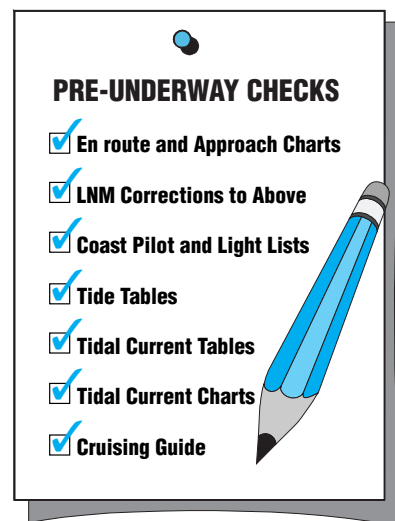 PRE-UNDERWAY CHECKS
En route and Approach Charts
LNM Corrections to Above
Coast Pilot and Light Lists
Tide Tables
Tidal Current Tables
Tidal Current Charts
Cruising Guide